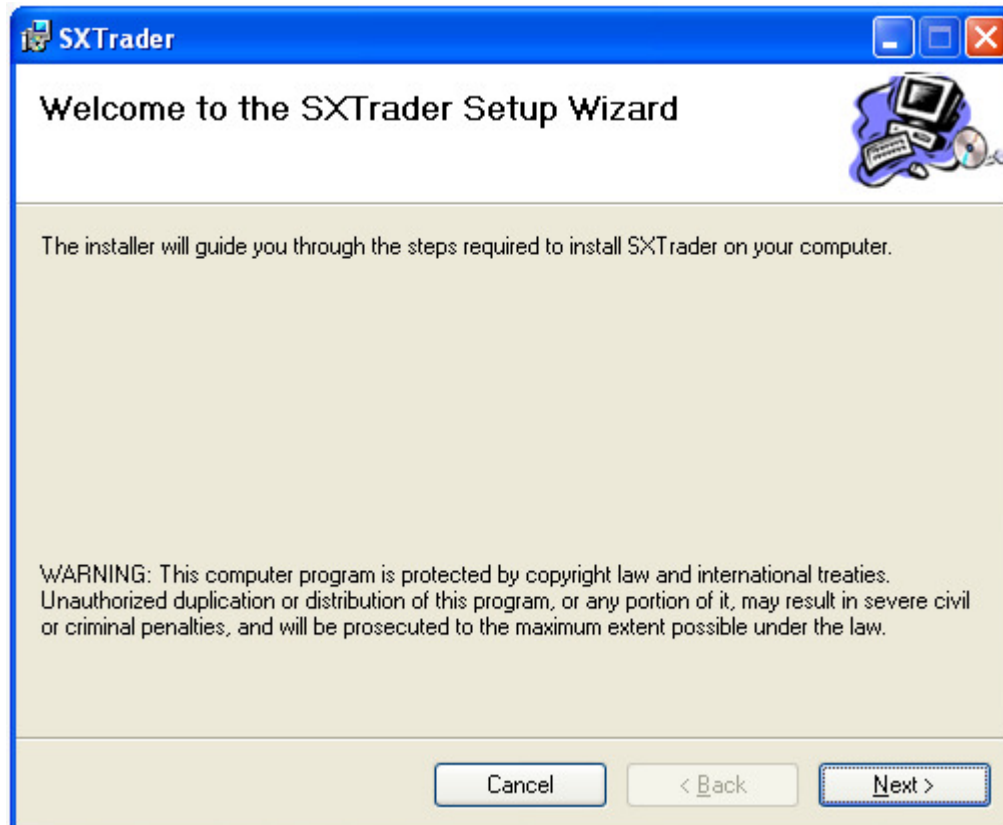 SXTrader
Welcome to the SXTrader Setup Wizard
The installer will guide you through the steps required to install SXTrader on your computer.
WARNING: This computer program is protected by copyright law and international treaties.
Unauthorized duplication or distribution of this program, or any portion of it, may result in severe civil
or criminal penalties, and will be prosecuted to the maximum extent possible under the law.
Cancel
< Back
Next >